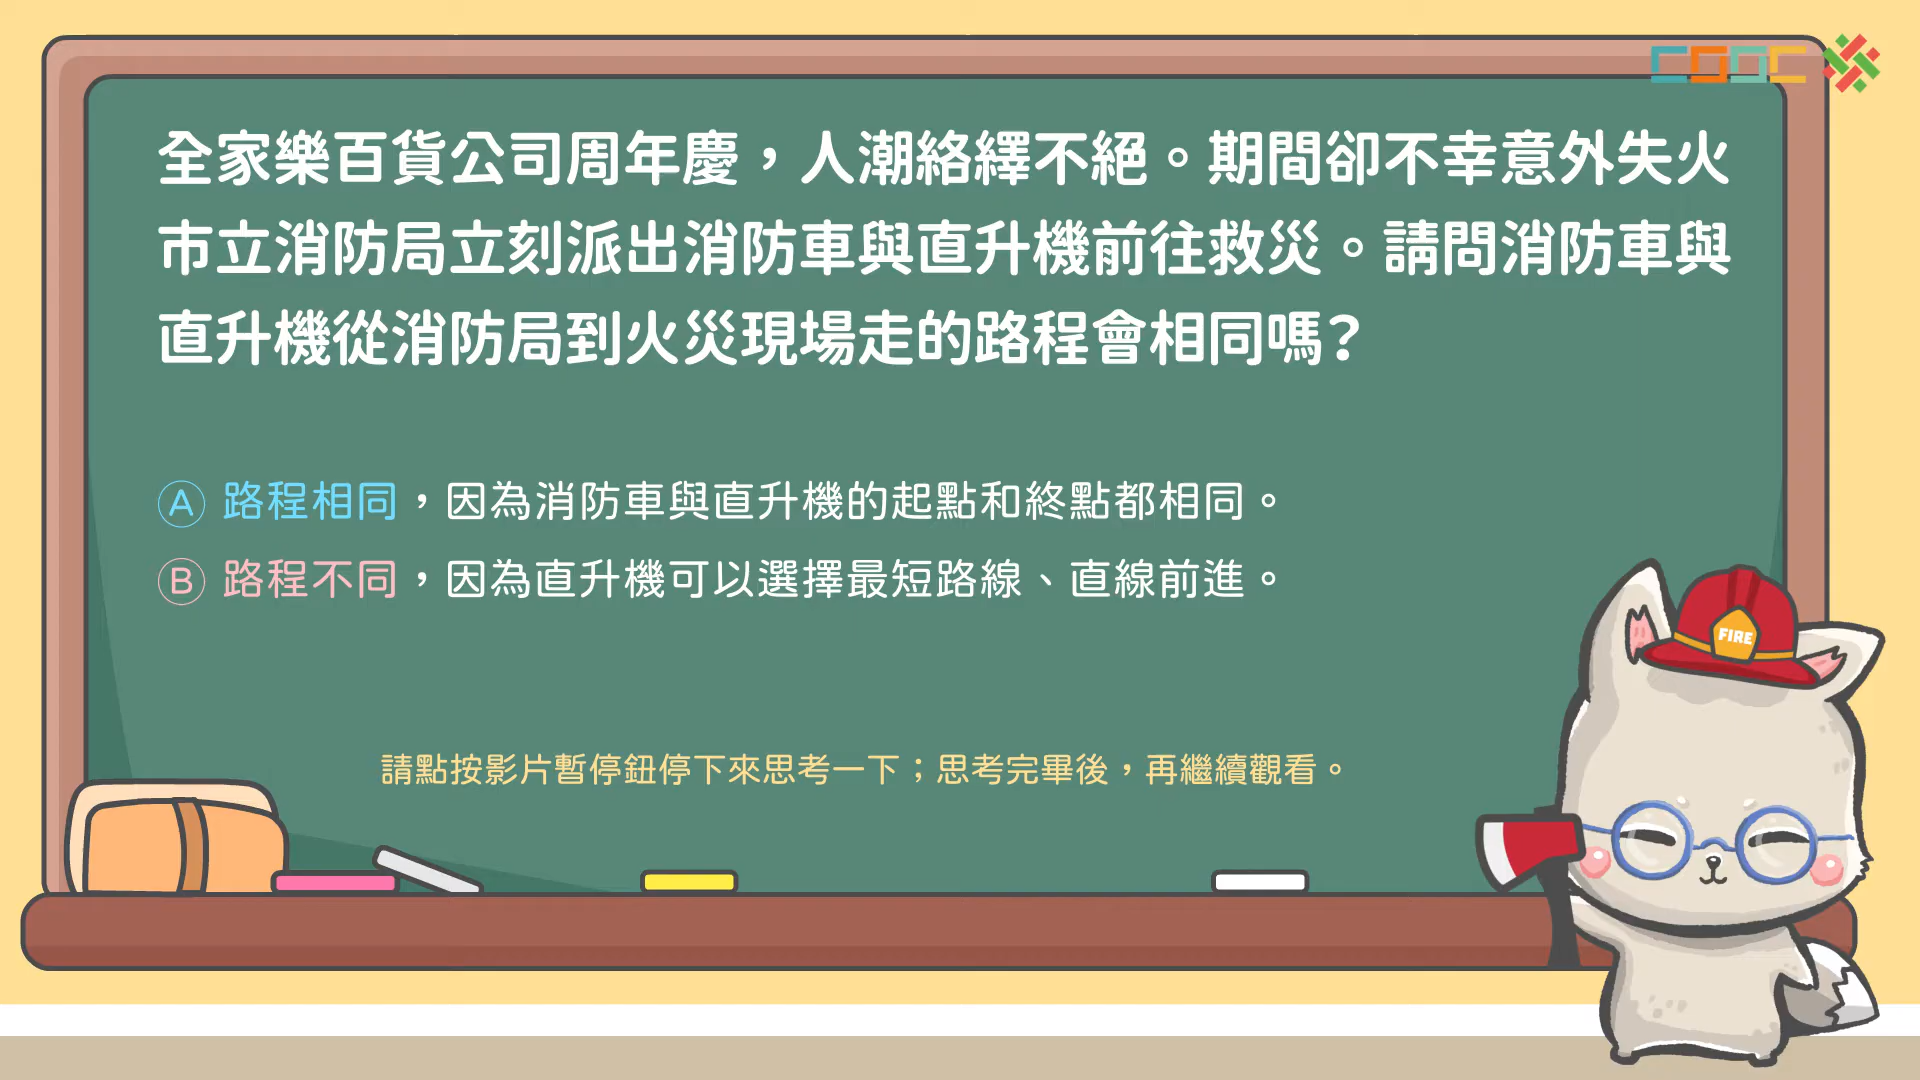 全家樂百貨公司周年慶，人潮絡繹不絕。期間卻不幸意外失火
市立消防局立刻派出消防車與直升機前往救災。請問消防車與
直升機從消防局到火災現場走的路程會相同嗎？
Ⓐ 路程相同，因為消防車與直升機的起點和終點都相同。
Ⓑ 路程不同，因為直升機可以選擇最短路線、直線前進。
FIRE
請點按影片暫停鈕停下來思考一下；思考完畢後，再繼續觀看。